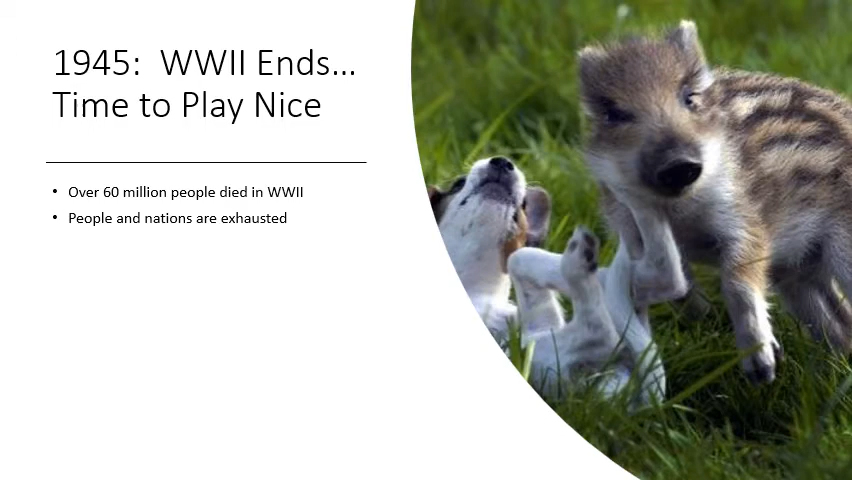 1945:  WWII Ends…
Time to Play Nice
• Over 60 million people died in WWII
• People and nations are exhausted